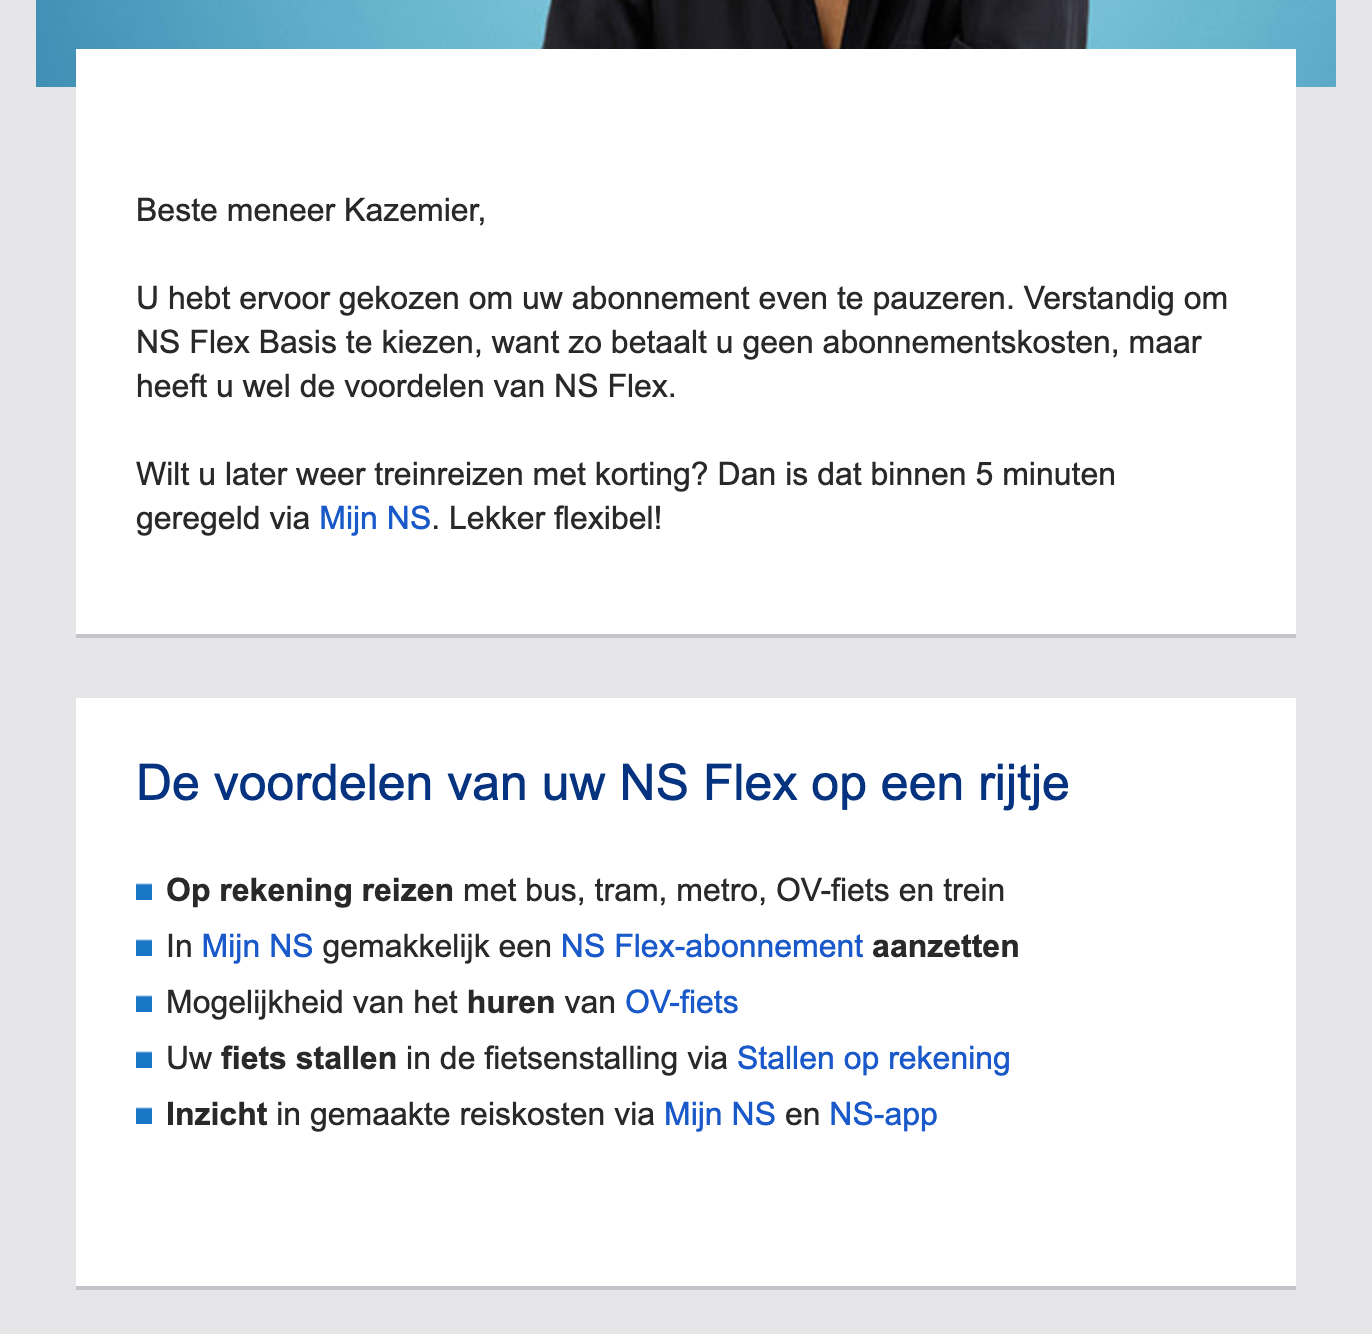 Beste meneer Kazemier,
U hebt ervoor gekozen om uw abonnement even te pauzeren. Verstandig om
NS Flex Basis te kiezen, want zo betaalt u geen abonnementskosten, maar
heeft u wel de voordelen van NS Flex.
Wilt u later weer treinreizen met korting? Dan is dat binnen 5 minuten
geregeld via Mijn NS. Lekker flexibel!
De voordelen van uw NS Flex op een rijtje
Op rekening reizen met bus, tram, metro, OV-fiets en trein
In Mijn NS gemakkelijk een NS Flex-abonnement aanzetten
Mogelijkheid van het huren van OV-fiets
Uw fiets stallen in de fietsenstalling via Stallen op rekening
Inzicht in gemaakte reiskosten via Mijn NS en NS-app